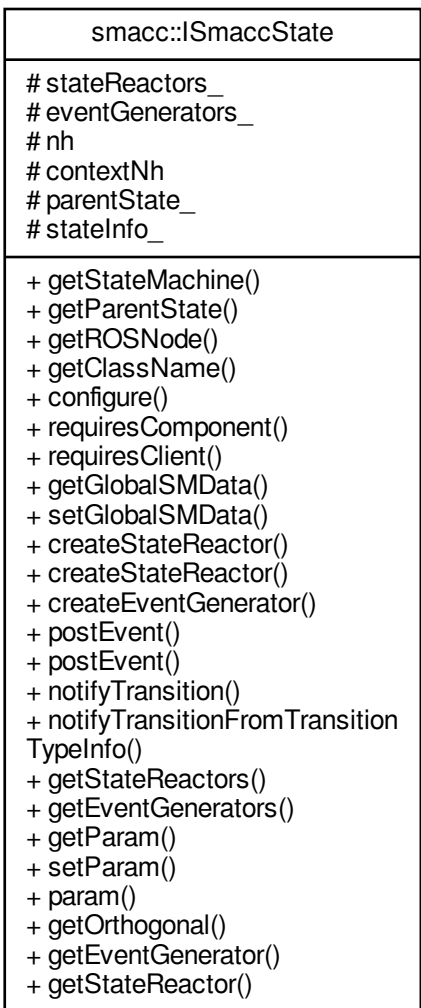 smacc::ISmaccState
# stateReactors_
# eventGenerators_
# nh
# contextNh
# parentState_
# stateInfo_
+ getStateMachine()
+ getParentState()
+ getROSNode()
+ getClassName()
+ configure()
+ requiresComponent()
+ requiresClient()
+ getGlobalSMData()
+ setGlobalSMData()
+ createStateReactor()
+ createStateReactor()
+ createEventGenerator()
+ postEvent()
+ postEvent()
+ notifyTransition()
+ notifyTransitionFromTransition
TypeInfo()
+ getStateReactors()
+ getEventGenerators()
+ getParam()
+ setParam()
+ param()
+ getOrthogonal()
+ getEventGenerator()
+ getStateReactor()